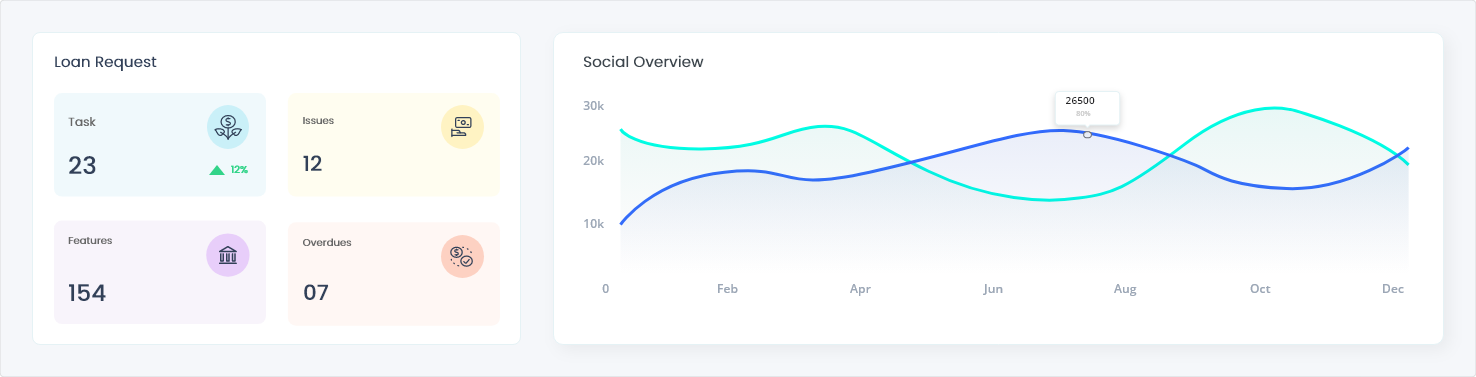 Loan Request
Task
23
12%
Issues
12
Features
154
Overdues
07
Social Overview
30k
20k
10k
26500
80%
0
Feb
Apr
Jun
Aug
Oct
Dec